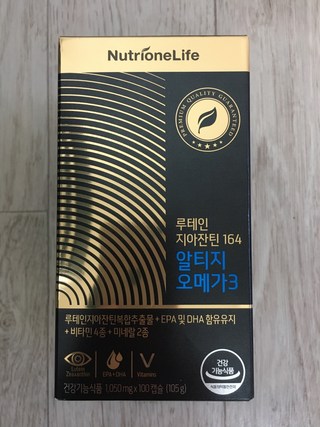 NutrioneLife
PREMIUM QUALITY GUARANTEED
루테인
지아잔틴 164
알티지
오메가3
루테인지아잔틴복합추출물 + EPA 및 DHA 함유유지
+ 비타민 4종 + 미네랄 2종
Lutein
Zeaxanthin
EPA + DHA
V
Vitamins
건강
기능식품
건강기능식품 1,050 mg x 100 캡슐 (105 g)